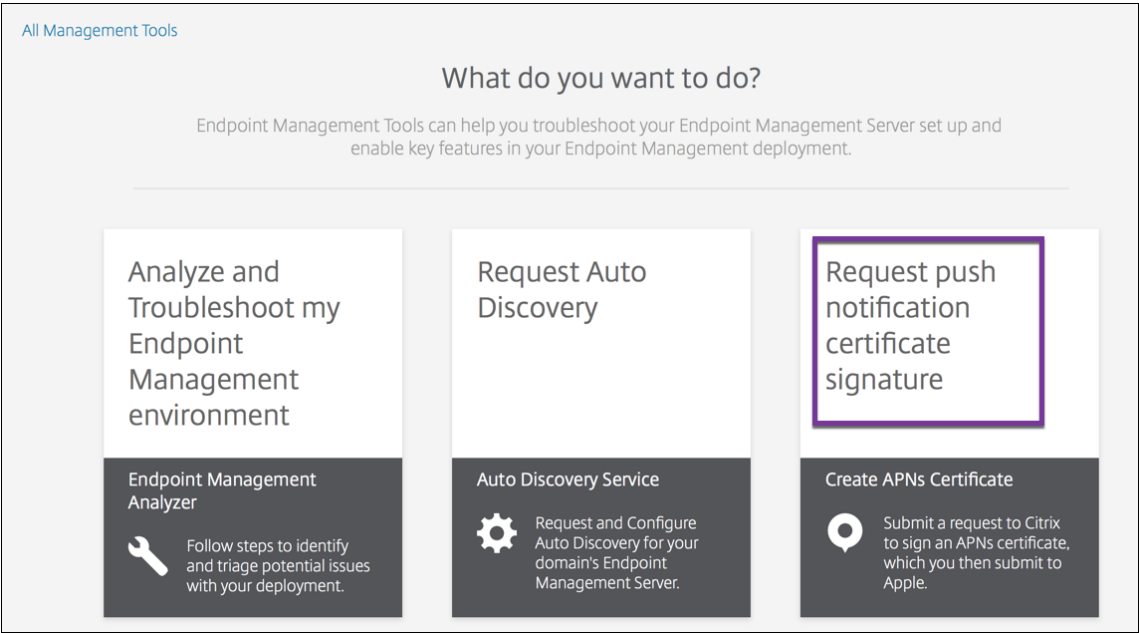 All Management Tools
What do you want to do?
Endpoint Management Tools can help you troubleshoot your Endpoint Management Server set up and
enable key features in your Endpoint Management deployment.
Analyze and
Troubleshoot my
Endpoint
Management
environment
Endpoint Management
Analyzer
Follow steps to identify
and triage potential issues
with your deployment.
Request Auto
Discovery
Auto Discovery Service
Request and Configure
Auto Discovery for your
domain's Endpoint
Management Server.
Request push
notification
certificate
signature
Create APNs Certificate
Submit a request to Citrix
to sign an APNs certificate,
which you then submit to
Apple.